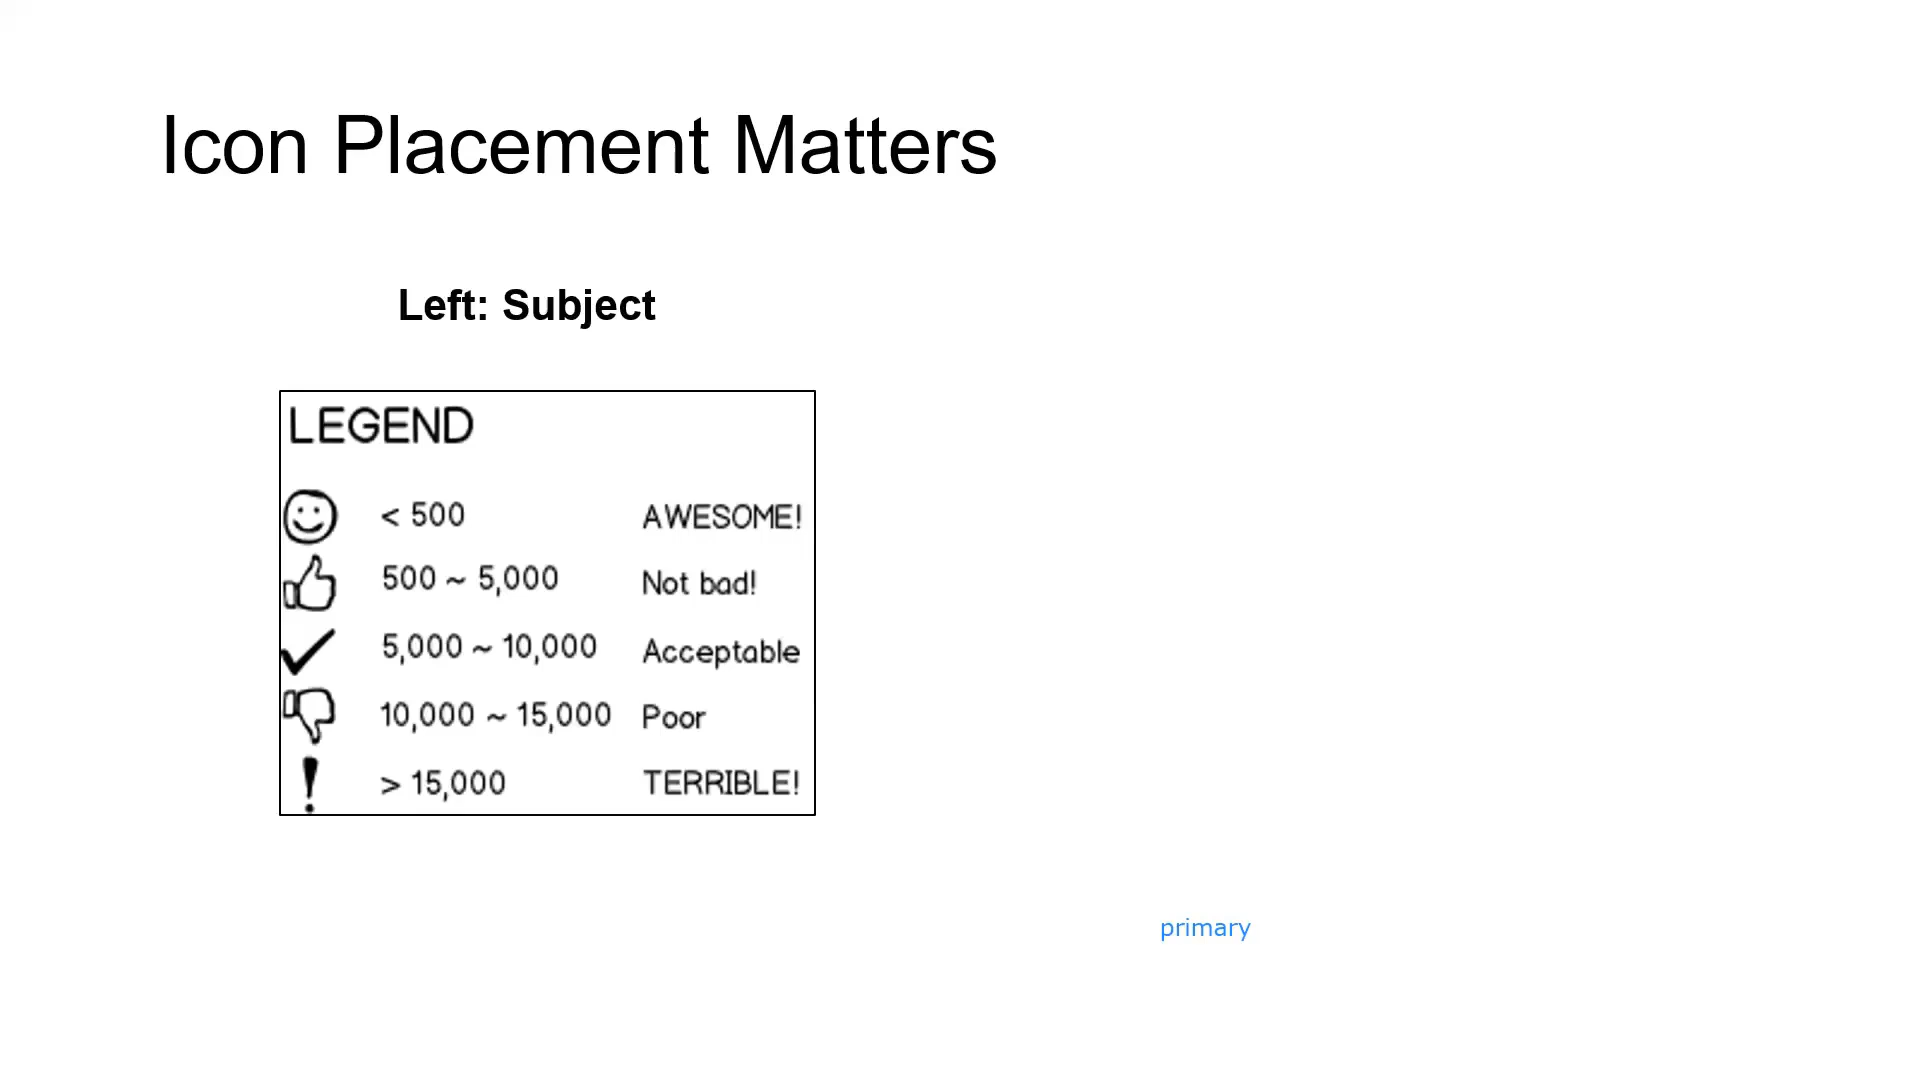 Icon Placement Matters
Left: Subject
LEGEND
< 500 AWESOME!
500 ~ 5,000 Not bad!
5,000 ~ 10,000 Acceptable
10,000 ~ 15,000 Poor
> 15,000 TERRIBLE!
primary